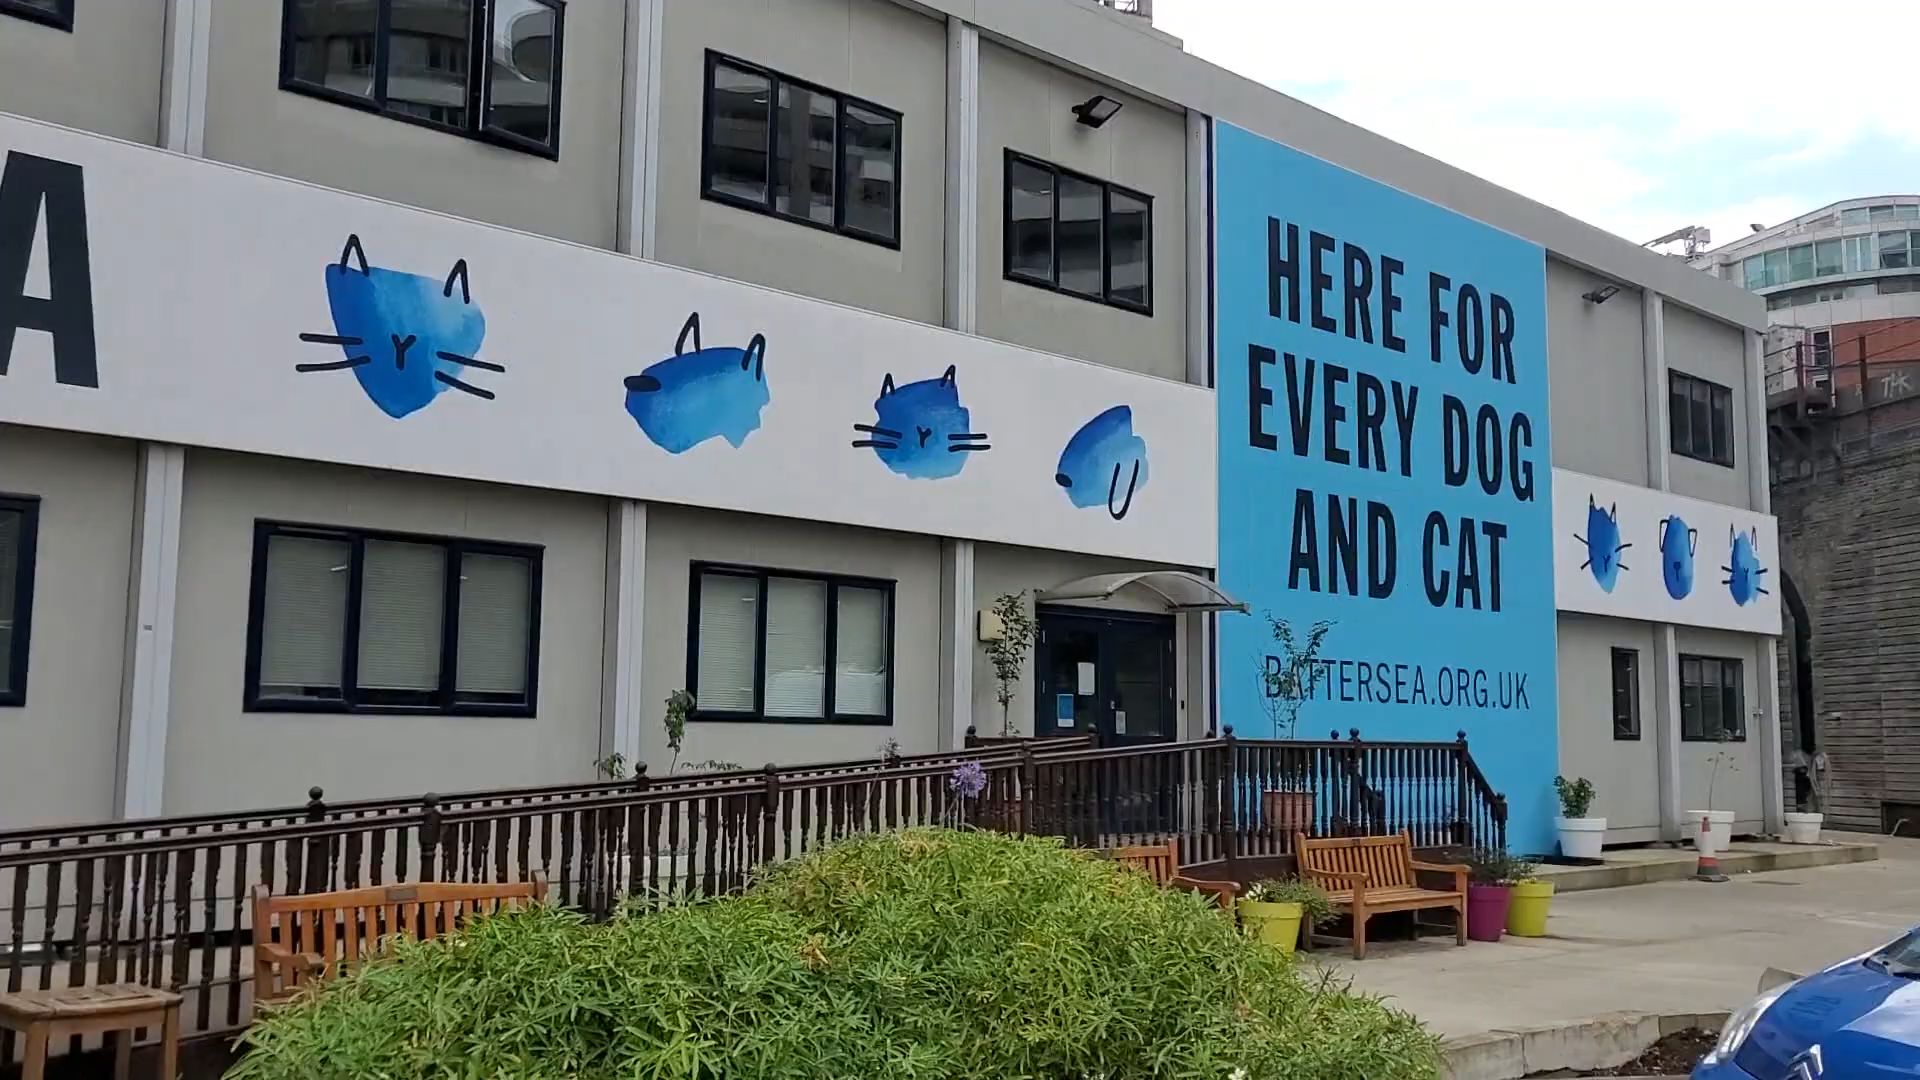 A
HERE FOR
EVERY DOG
AND CAT
BATTERSEA.ORG.UK